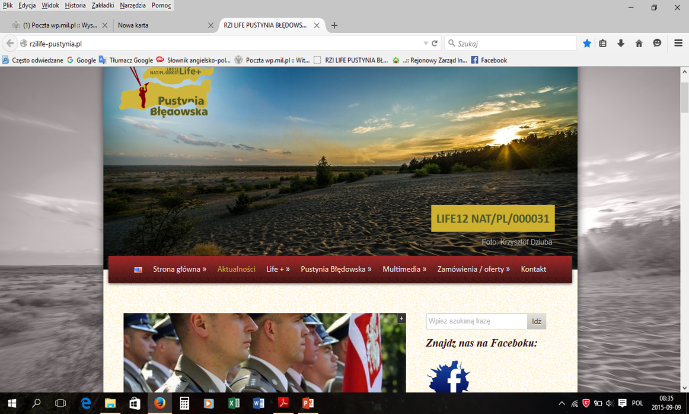 Plik Edycja Widok Historia Zakładki Narzędzia Pomoc
(1) Poczta wp.mil.pl :: Wys... Nowa karta RZI LIFE PUSTYNIA BŁĘDOWS...
rzilife-pustynia.pl Szukaj
Często odwiedzane Google Tłumacz Google Słownik angielsko-pol... Poczta wp.mil.pl :: Wit... RZI LIFE PUSTYNIA BŁ... .:: Rejonowy Zarząd In... Facebook
Life+
Pustynia
Błędowska
LIFE12 NAT/PL/000031
Foto: Krzysztof Dziuba
Strona główna » Aktualności Life + » Pustynia Błędowska » Multimedia » Zamówienia / oferty » Kontakt
Wpisz szukaną frazę Idź
Znajdź nas na Faceboku:
POL
08:35
2015-09-09